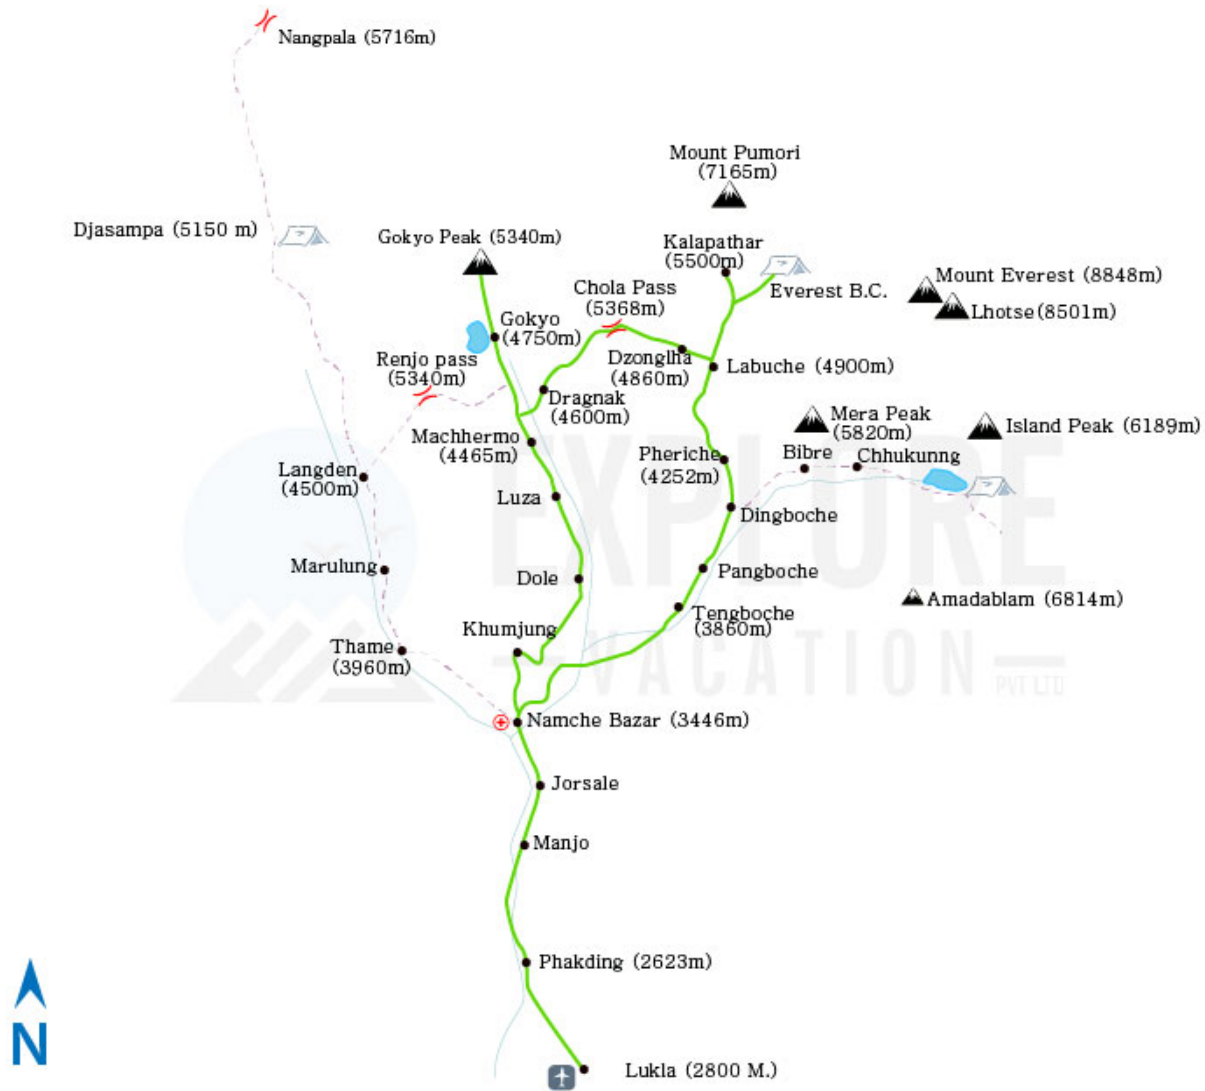 Nangpala (5716m)
Mount Pumori
(7165m)
Djasampa (5150 m)
Gokyo Peak (5340m)
Kalapathar
(5500m)
Mount Everest (8848m)
Chola Pass
(5368m)
Everest B.C.
Lhotse(8501m)
Gokyo
(4750m)
Renjo pass
(5340m)
Dzonglha
(4860m)
Labuche (4900m)
Dragnak
(4600m)
Mera Peak
(5820m)
Island Peak (6189m)
Machhermo
(4465m)
Pheriche
(4252m)
Bibre
Chhukunng
Langden
(4500m)
Luza
Dingboche
EXPLORE
Marulung
Dole
Pangboche
Amadablam (6814m)
Tengboche
(3860m)
Khumjung
Thame
(3960m)
VACATION
PVT LTD
Namche Bazar (3446m)
Jorsale
Manjo
Phakding (2623m)
N
Lukla (2800 M.)